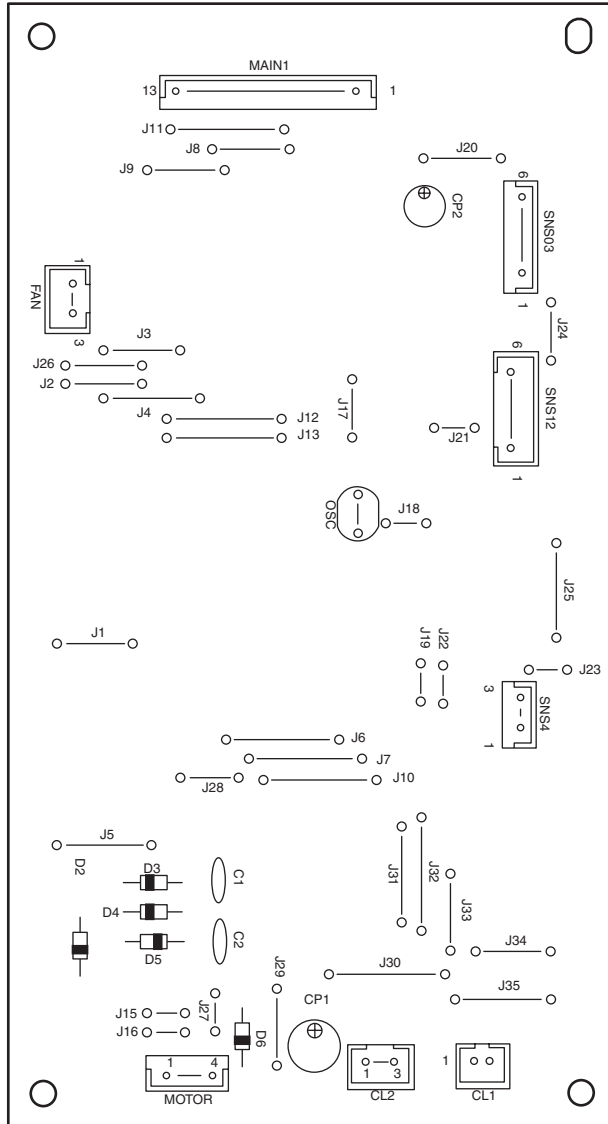 MAIN1
13 1
J11
J8
J9
J20
CP2
6
SNS03
1
1
FAN
3
J3
J26
J2
J4
J24
6
SNS12
1
J12
J13
J17
J21
OSC
J18
J25
J1
J19
J22
J23
3
SNS4
1
J6
J7
J28
J10
J5
D2
D3
C1
D4
D5
C2
J31
J32
J33
J34
J29
J30
J35
J15
J16
J27
D6
CP1
1 4
MOTOR
1 3
CL2
1
CL1